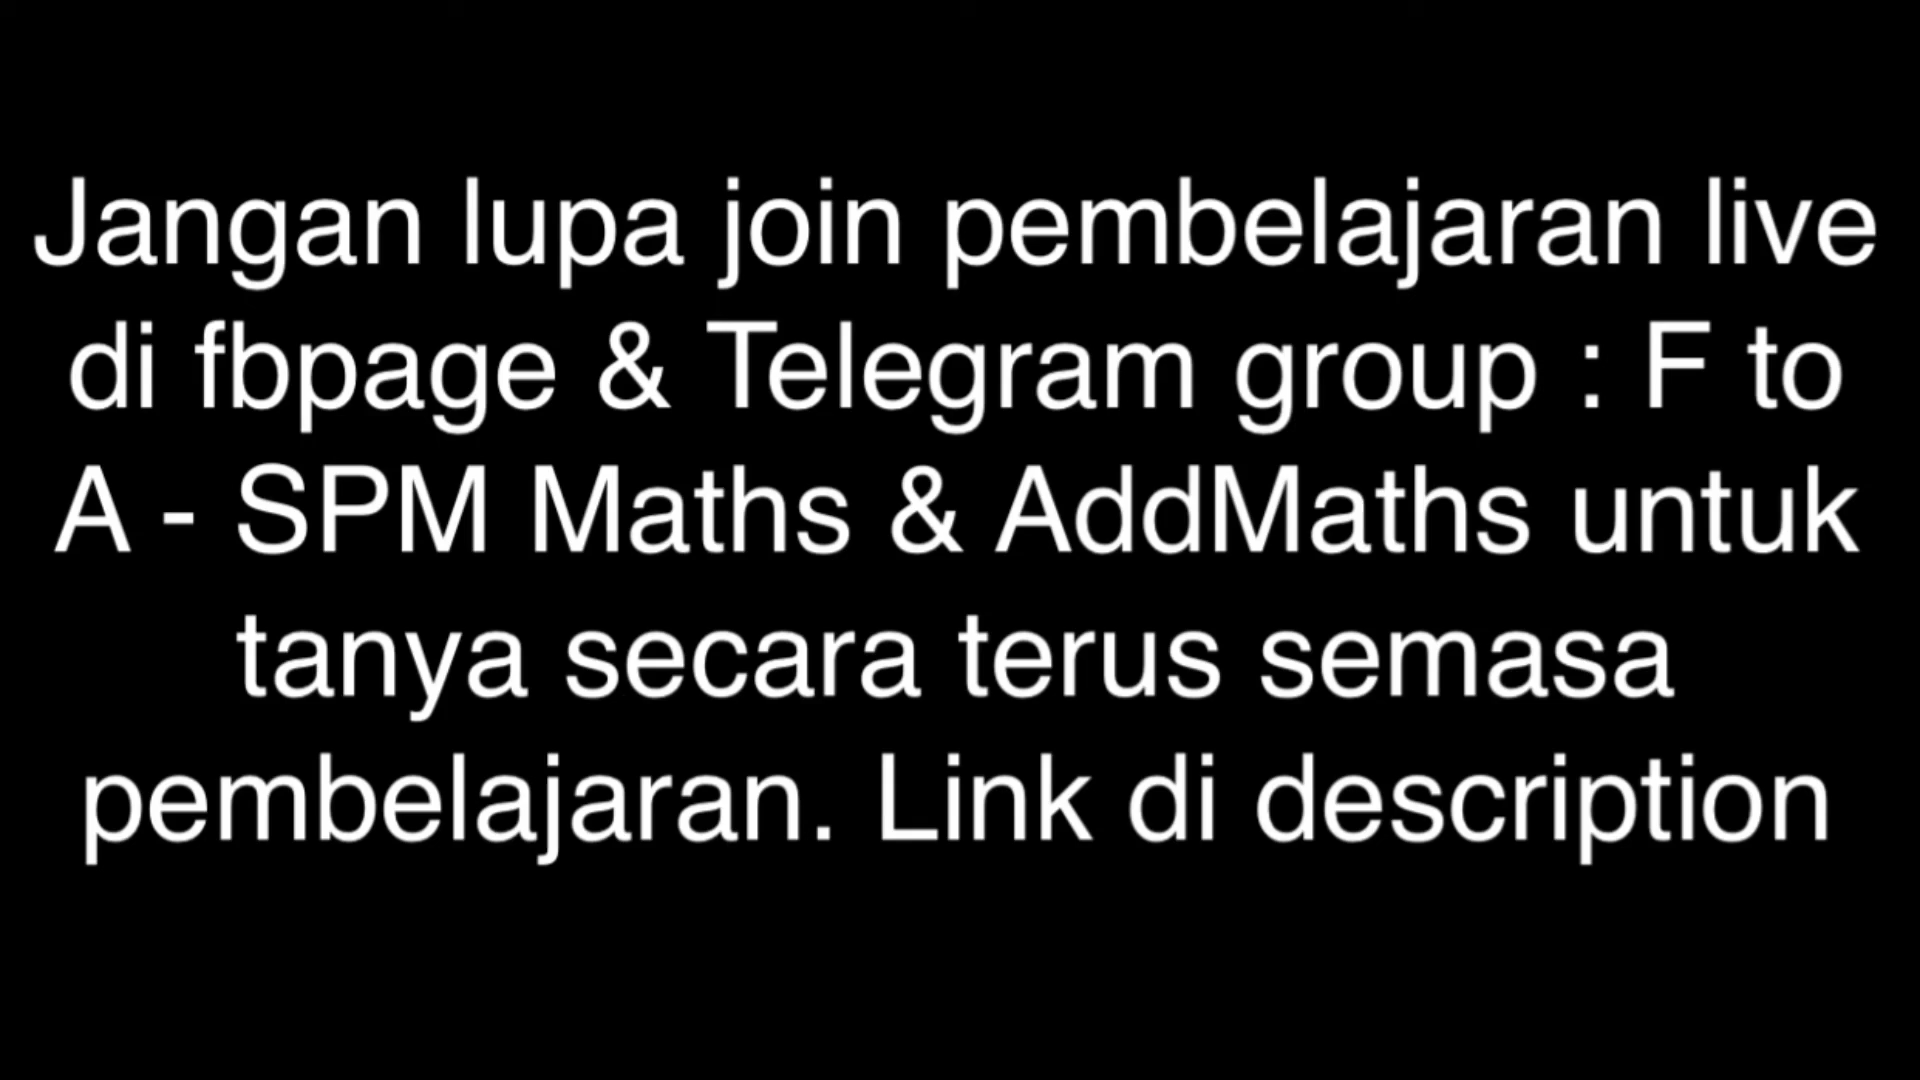 Jangan lupa join pembelajaran live
di fbpage & Telegram group : F to
A - SPM Maths & AddMaths untuk
tanya secara terus semasa
pembelajaran. Link di description